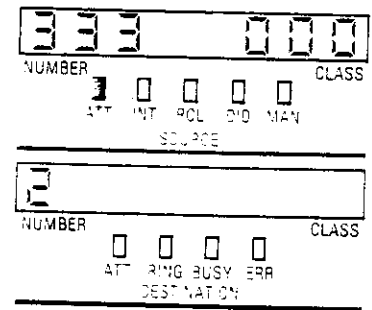 333 000
NUMBER CLASS
ATT INT RCL DID MAN
SOURCE
2
NUMBER CLASS
ATT RING BUSY ERR
DESTINATION